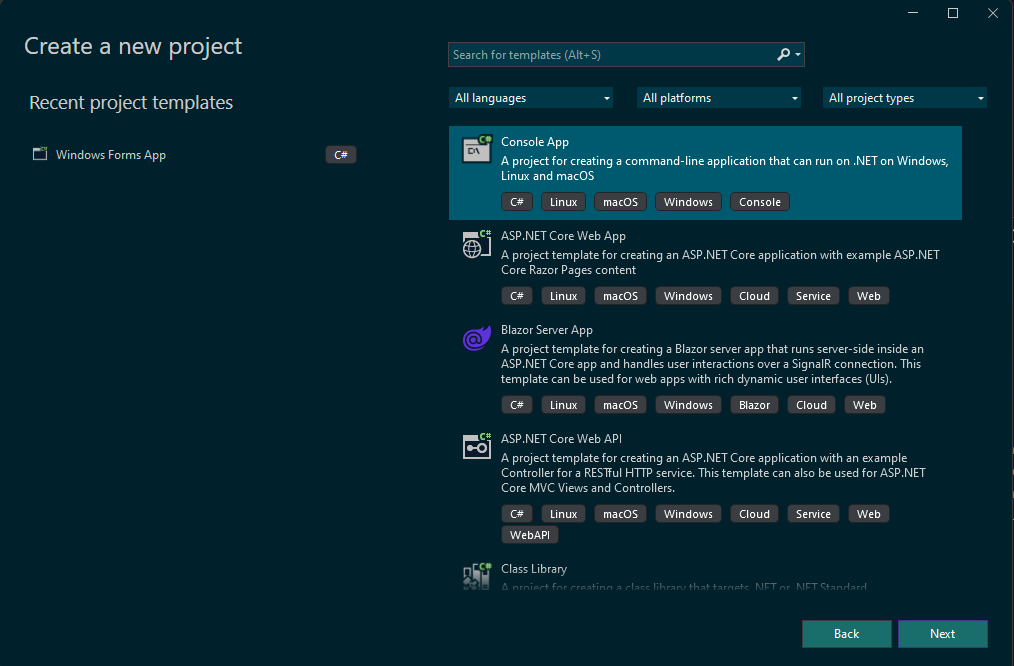 Create a new project
Search for templates (Alt+S)
All languages
All platforms
All project types
Recent project templates
Windows Forms App
C#
C#
Console App
A project for creating a command-line application that can run on .NET on Windows,
Linux and macOS
C# Linux macOS Windows Console
C#
ASP.NET Core Web App
A project template for creating an ASP.NET Core application with example ASP.NET
Core Razor Pages content
C# Linux macOS Windows Cloud Service Web
Blazor Server App
A project template for creating a Blazor server app that runs server-side inside an
ASP.NET Core app and handles user interactions over a SignalR connection. This
template can be used for web apps with rich dynamic user interfaces (UIs).
C# Linux macOS Windows Blazor Cloud Web
C#
ASP.NET Core Web API
A project template for creating an ASP.NET Core application with an example
Controller for a RESTful HTTP service. This template can also be used for ASP.NET
Core MVC Views and Controllers.
C# Linux macOS Windows Cloud Service Web
WebAPI
C#
Class Library
A project for creating a class library that targets .NET or .NET Standard
Back
Next